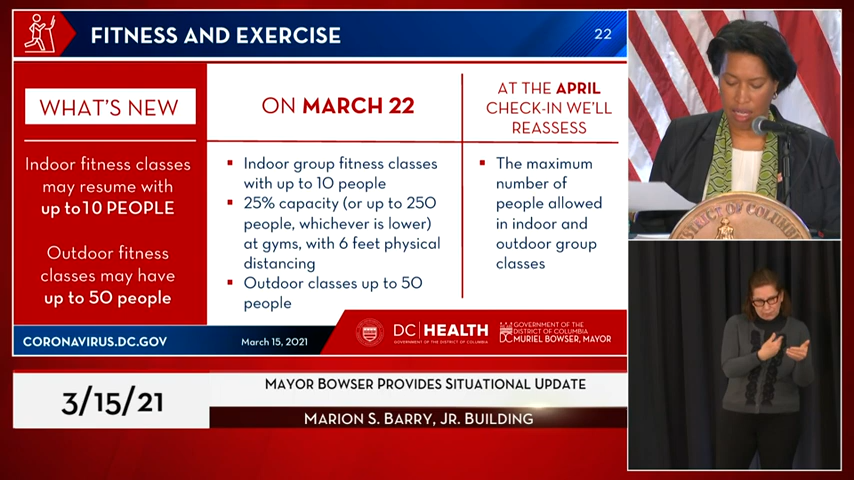 FITNESS AND EXERCISE
22
WHAT'S NEW
Indoor fitness classes
may resume with
up to 10 PEOPLE
Outdoor fitness
classes may have
up to 50 people
ON MARCH 22
▪ Indoor group fitness classes
with up to 10 people
▪ 25% capacity (or up to 250
people, whichever is lower)
at gyms, with 6 feet physical
distancing
▪ Outdoor classes up to 50
people
AT THE APRIL
CHECK-IN WE'LL
REASSESS
▪ The maximum
number of
people allowed
in indoor and
outdoor group
classes
CORONAVIRUS.DC.GOV
March 15, 2021
DC HEALTH
GOVERNMENT OF THE DISTRICT OF COLUMBIA
GOVERNMENT OF THE
DISTRICT OF COLUMBIA
MURIEL BOWSER, MAYOR
3/15/21
MAYOR BOWSER PROVIDES SITUATIONAL UPDATE
MARION S. BARRY, JR. BUILDING
DISTRICT OF COLUMB